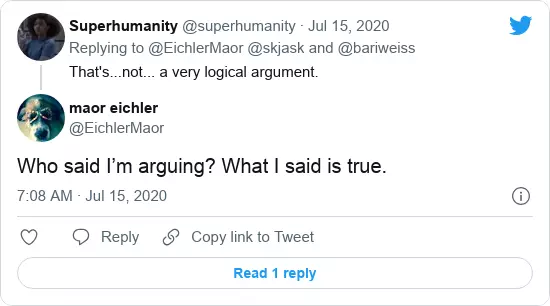 Superhumanity @superhumanity · Jul 15, 2020
Replying to @EichlerMaor @skjask and @bariweiss
That's...not... a very logical argument.
maor eichler
@EichlerMaor
Who said I’m arguing? What I said is true.
7:08 AM · Jul 15, 2020
Reply Copy link to Tweet
Read 1 reply